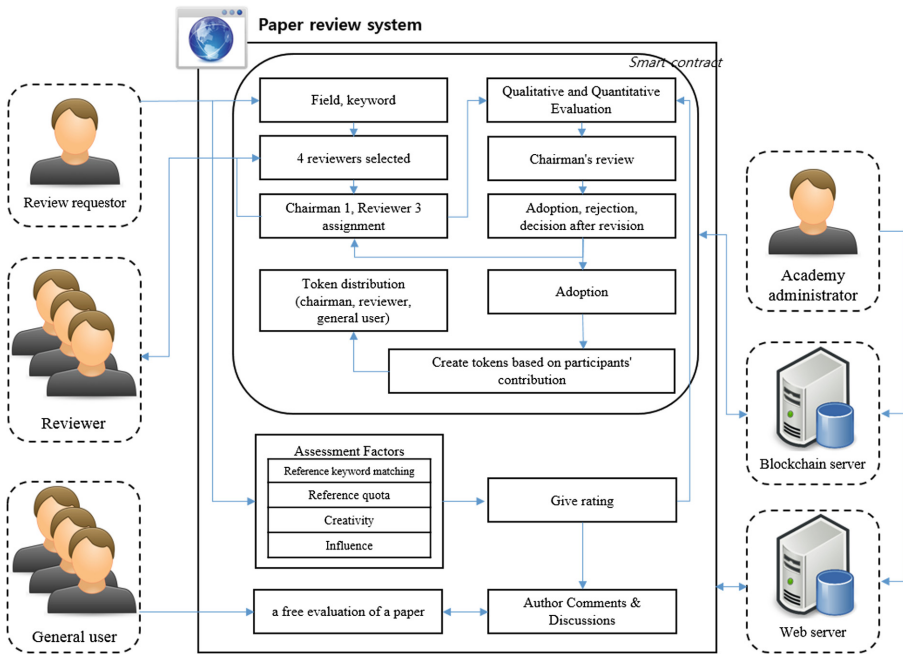 Paper review system
Smart contract
Field, keyword
4 reviewers selected
Chairman 1, Reviewer 3
assignment
Token distribution
(chairman, reviewer,
general user)
Qualitative and Quantitative
Evaluation
Chairman's review
Adoption, rejection,
decision after revision
Adoption
Create tokens based on participants'
contribution
Review requestor
Reviewer
General user
Assessment Factors
Reference keyword matching
Reference quota
Creativity
Influence
Give rating
a free evaluation of a paper
Author Comments &
Discussions
Academy
administrator
Blockchain server
Web server